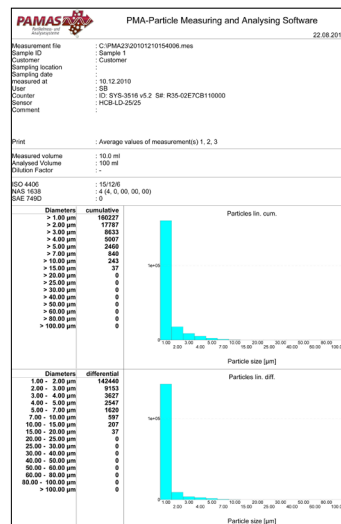 PAMAS
Partikelmess- und
Analysesysteme
PMA-Particle Measuring and Analysing Software
22.08.201
Measurement file : C:\PMA23\20101210154006.mes
Sample ID : Sample 1
Customer : Customer
Sampling location :
Sampling date :
measured at : 10.12.2010
User : SB
Counter : ID: SYS-3516 v5.2 S#: R35-02E7CB110000
Sensor : HCB-LD-25/25
Comment :
Print : Average values of measurement(s) 1, 2, 3
Measured volume : 10.0 ml
Analysed Volume : 100 ml
Dilution Factor : -
ISO 4406 : 15/12/6
NAS 1638 : 4 (4, 0, 00, 00, 00)
SAE 749D : 0
Diameters cumulative
> 1.00 µm 160227
> 2.00 µm 17787
> 3.00 µm 8633
> 4.00 µm 5007
> 5.00 µm 2460
> 7.00 µm 840
> 10.00 µm 243
> 15.00 µm 37
> 20.00 µm 0
> 25.00 µm 0
> 30.00 µm 0
> 40.00 µm 0
> 50.00 µm 0
> 60.00 µm 0
> 80.00 µm 0
> 100.00 µm 0
Particles lin. cum.
1e+05
0 1.00 3.00 5.00 10.00 20.00 30.00 50.00 80.00
2.00 4.00 7.00 15.00 25.00 40.00 60.00 100.0
Particle size [µm]
Diameters differential
1.00 - 2.00 µm 142440
2.00 - 3.00 µm 9153
3.00 - 4.00 µm 3627
4.00 - 5.00 µm 2547
5.00 - 7.00 µm 1620
7.00 - 10.00 µm 597
10.00 - 15.00 µm 207
15.00 - 20.00 µm 37
20.00 - 25.00 µm 0
25.00 - 30.00 µm 0
30.00 - 40.00 µm 0
40.00 - 50.00 µm 0
50.00 - 60.00 µm 0
60.00 - 80.00 µm 0
80.00 - 100.00 µm 0
> 100.00 µm 0
Particles lin. diff.
1e+05
0 1.00 3.00 5.00 10.00 20.00 30.00 50.00 80.00
2.00 4.00 7.00 15.00 25.00 40.00 60.00 100.0
Particle size [µm]